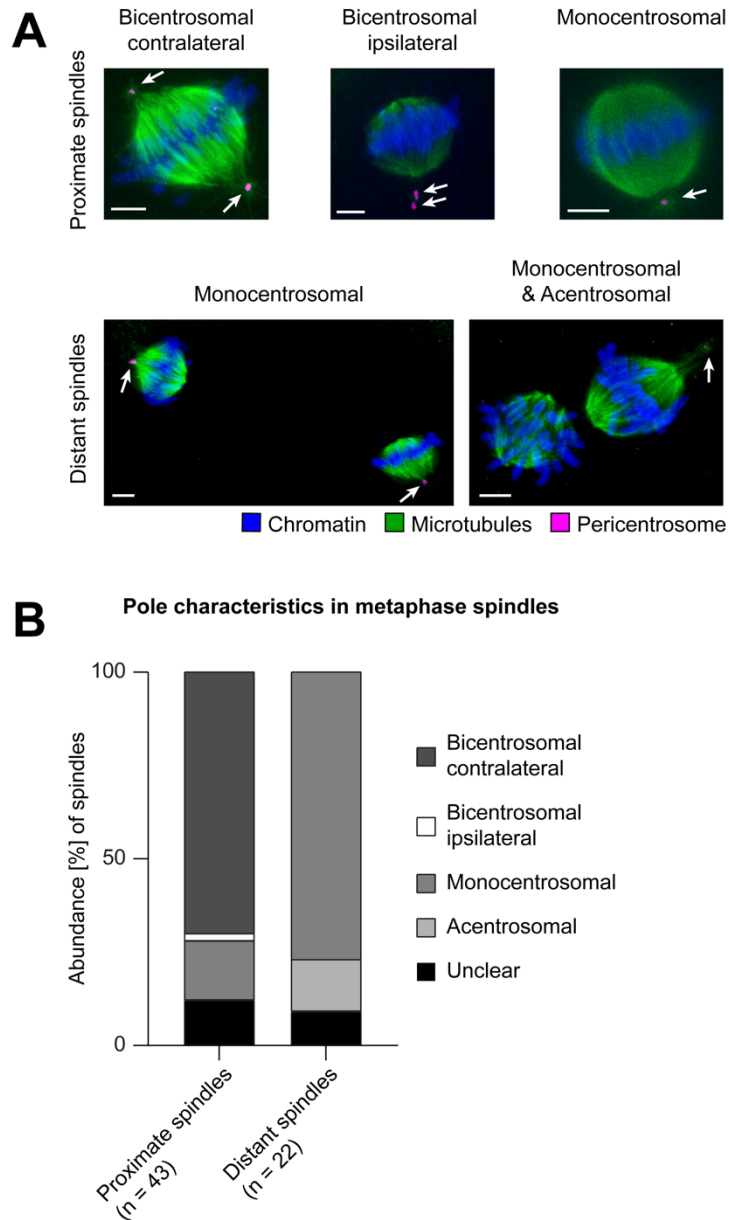 A
Bicentrosomal
contralateral
Bicentrosomal
ipsilateral
Monocentrosomal
Proximate spindles
Monocentrosomal
Monocentrosomal
& Acentrosomal
Distant spindles
Chromatin
Microtubules
Pericentrosome
B
Pole characteristics in metaphase spindles
Abundance [%] of spindles
100
50
0
Proximate spindles
(n = 43)
Distant spindles
(n = 22)
Bicentrosomal
contralateral
Bicentrosomal
ipsilateral
Monocentrosomal
Acentrosomal
Unclear